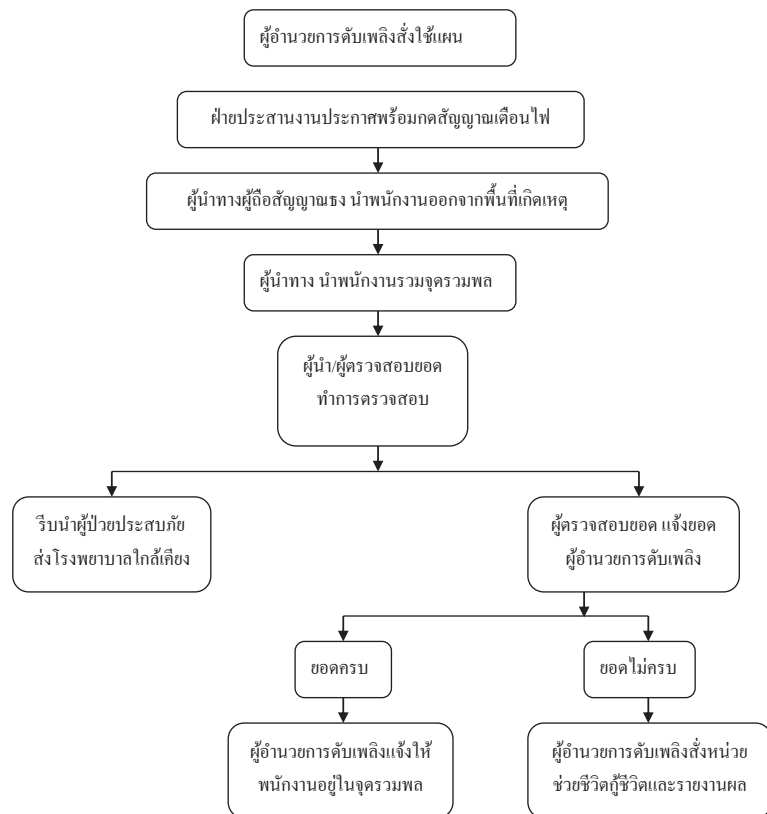 ผู้อำนวยการดับเพลิงสั่งใช้แผน
ฝ่ายประสานงานประกาศพร้อมกดสัญญาณเตือนไฟ
ผู้นำทางผู้ถือสัญญาณธง นำพนักงานออกจากพื้นที่เกิดเหตุ
ผู้นำทาง นำพนักงานรวมจุดรวมพล
ผู้นำ/ผู้ตรวจสอบยอด
ทำการตรวจสอบ
รีบนำผู้ป่วยประสบภัย
ส่งโรงพยาบาลใกล้เคียง
ผู้ตรวจสอบยอด แจ้งยอด
ผู้อำนวยการดับเพลิง
ยอดครบ
ยอดไม่ครบ
ผู้อำนวยการดับเพลิงแจ้งให้
พนักงานอยู่ในจุดรวมพล
ผู้อำนวยการดับเพลิงสั่งหน่วย
ช่วยชีวิตกู้ชีวิตและรายงานผล